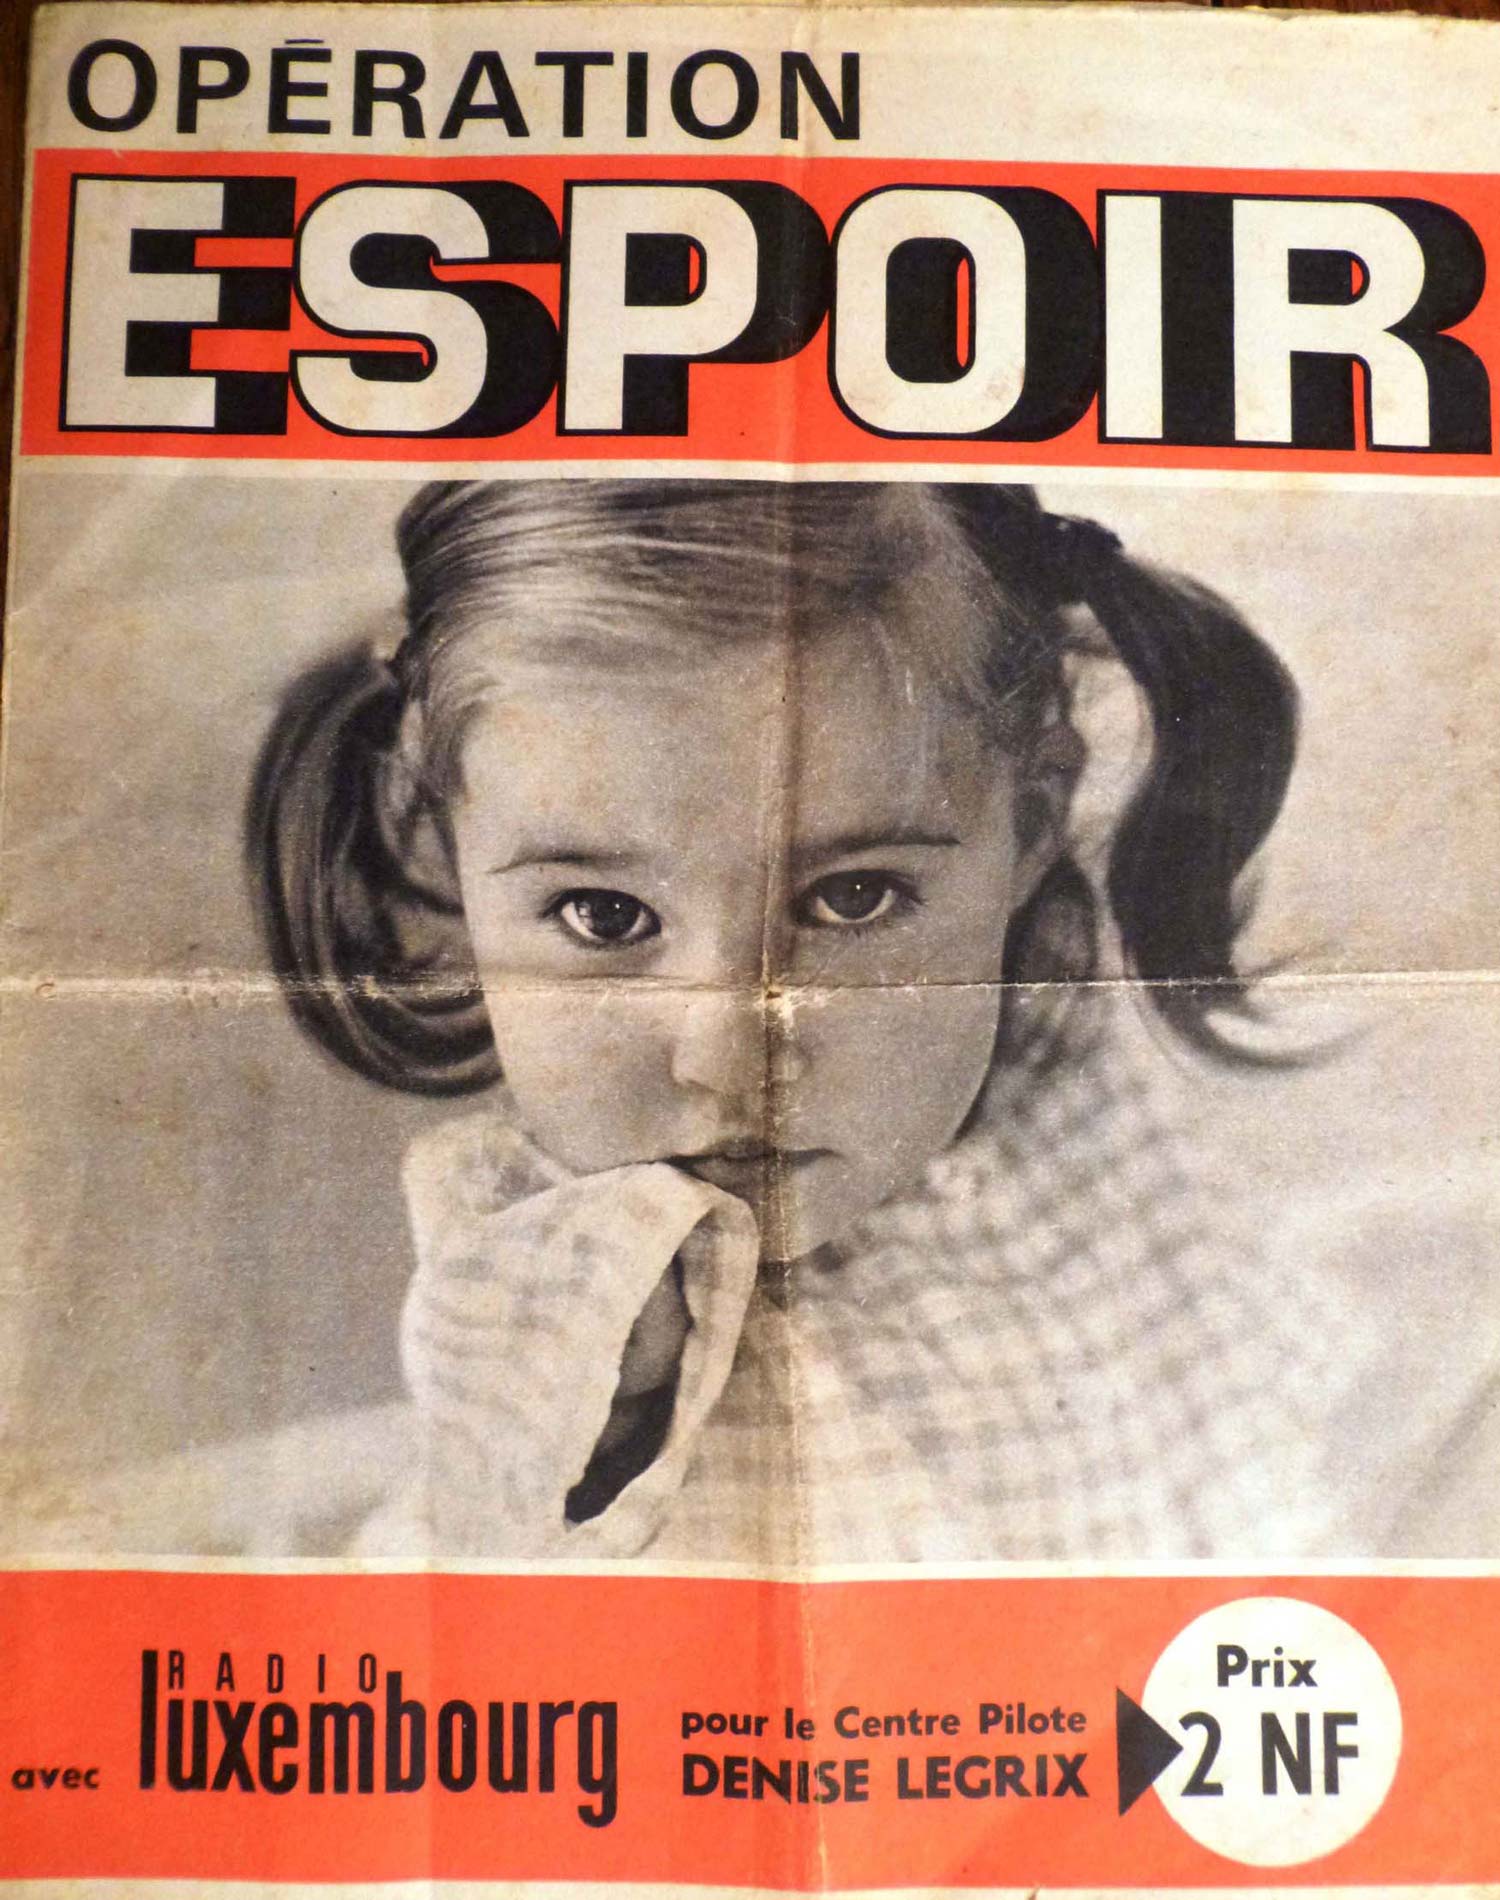 OPÉRATION
ESPOIR
avec RADIO
luxembourg
pour le Centre Pilote
DENISE LEGRIX
Prix
2 NF